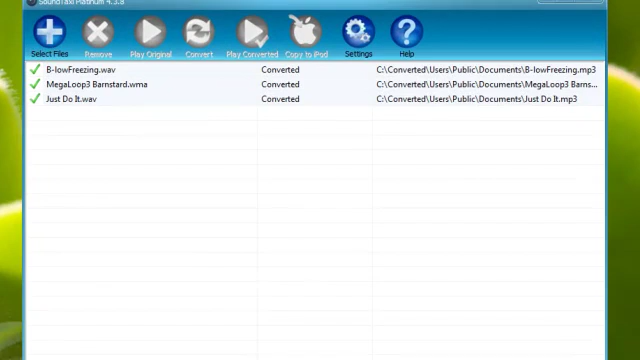 SoundTaxi Platinum 4.3.8
Select Files Remove Play Original Convert Play Converted Copy to iPod Settings Help
B-lowFreezing.wav Converted C:\Converted\Users\Public\Documents\B-lowFreezing.mp3
MegaLoop3 Barnstard.wma Converted C:\Converted\Users\Public\Documents\MegaLoop3 Barns...
Just Do It.wav Converted C:\Converted\Users\Public\Documents\Just Do It.mp3